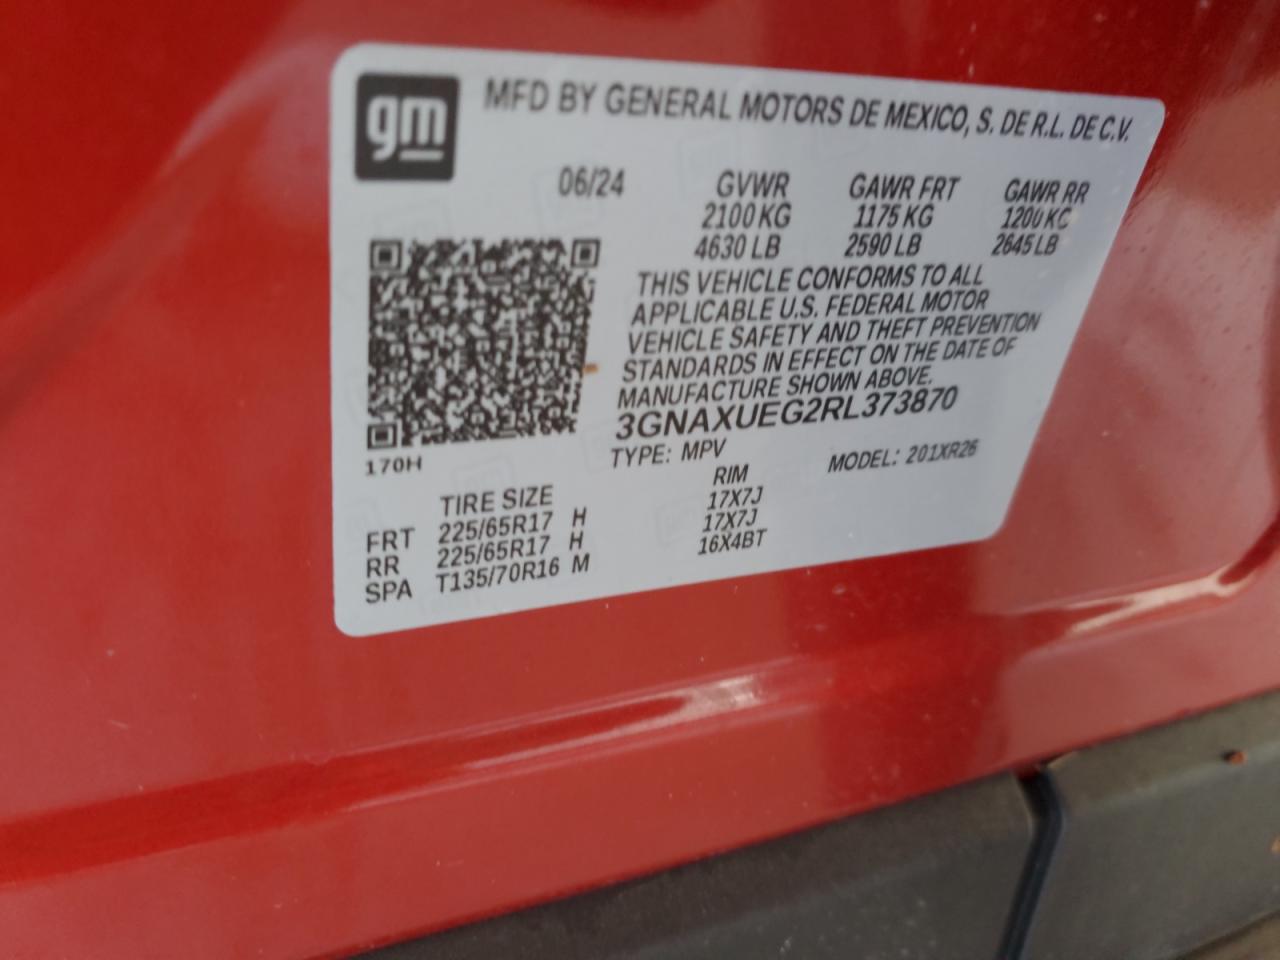 gm
MFD BY GENERAL MOTORS DE MEXICO, S. DE R.L. DE C.V.
06/24 GVWR GAWR FRT GAWR RR
2100 KG 1175 KG 1200 KG
4630 LB 2590 LB 2645 LB
THIS VEHICLE CONFORMS TO ALL
APPLICABLE U.S. FEDERAL MOTOR
VEHICLE SAFETY AND THEFT PREVENTION
STANDARDS IN EFFECT ON THE DATE OF
MANUFACTURE SHOWN ABOVE.
3GNAXUEG2RL373870
170H
TYPE: MPV MODEL: 201XR26
TIRE SIZE RIM
FRT 225/65R17 H 17X7J
RR 225/65R17 H 17X7J
SPA T135/70R16 M 16X4BT